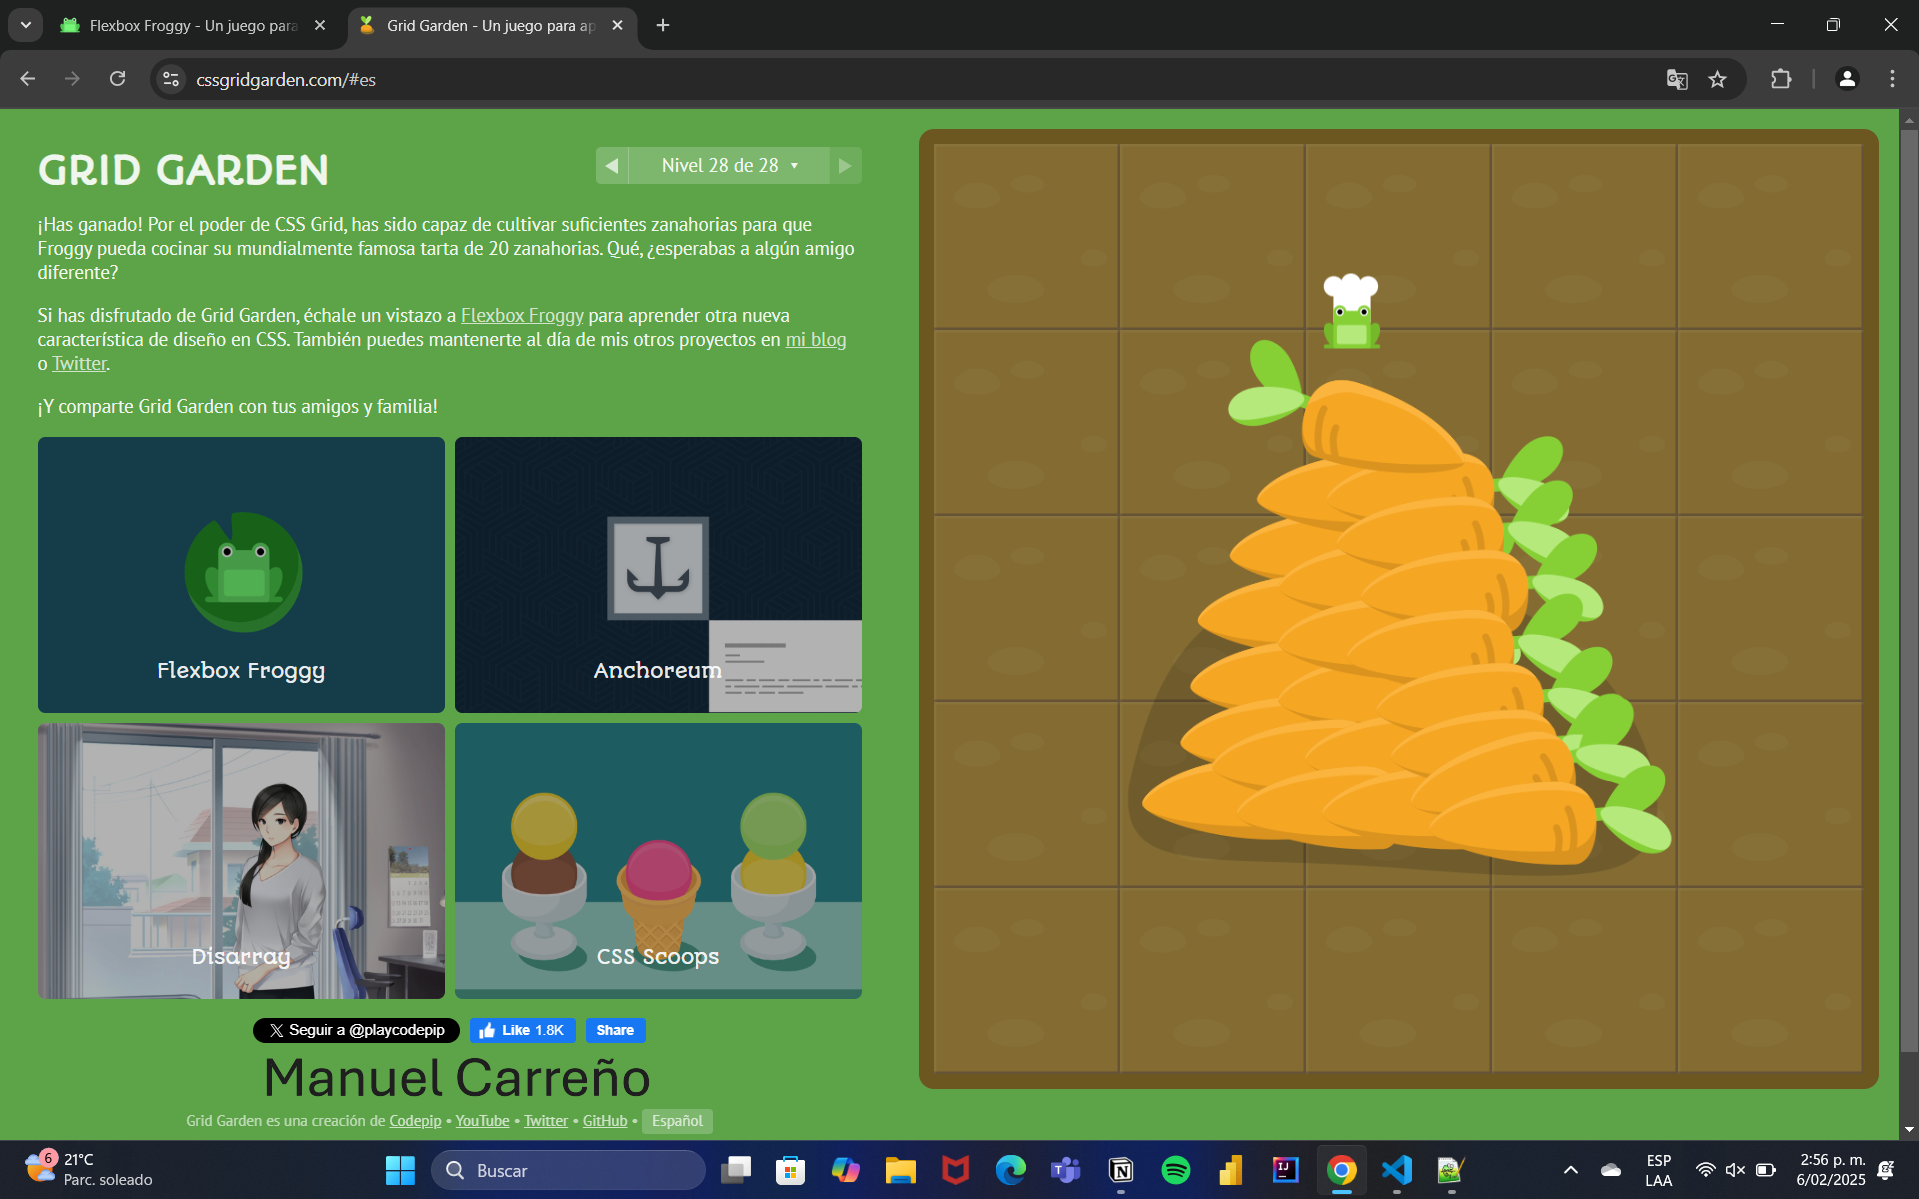 Flexbox Froggy - Un juego para
Grid Garden - Un juego para ap
cssgridgarden.com/#es
GRID GARDEN
Nivel 28 de 28
¡Has ganado! Por el poder de CSS Grid, has sido capaz de cultivar suficientes zanahorias para que
Froggy pueda cocinar su mundialmente famosa tarta de 20 zanahorias. Qué, ¿esperabas a algún amigo
diferente?
Si has disfrutado de Grid Garden, échale un vistazo a Flexbox Froggy para aprender otra nueva
característica de diseño en CSS. También puedes mantenerte al día de mis otros proyectos en mi blog
o Twitter.
¡Y comparte Grid Garden con tus amigos y familia!
Flexbox Froggy
Anchoreum
Disarray
CSS Scoops
Seguir a @playcodepip
Like 1.8K
Share
Manuel Carreño
Grid Garden es una creación de Codepip • YouTube • Twitter • GitHub • Español
6
21°C
Parc. soleado
Buscar
ESP
LAA
2:56 p. m.
6/02/2025